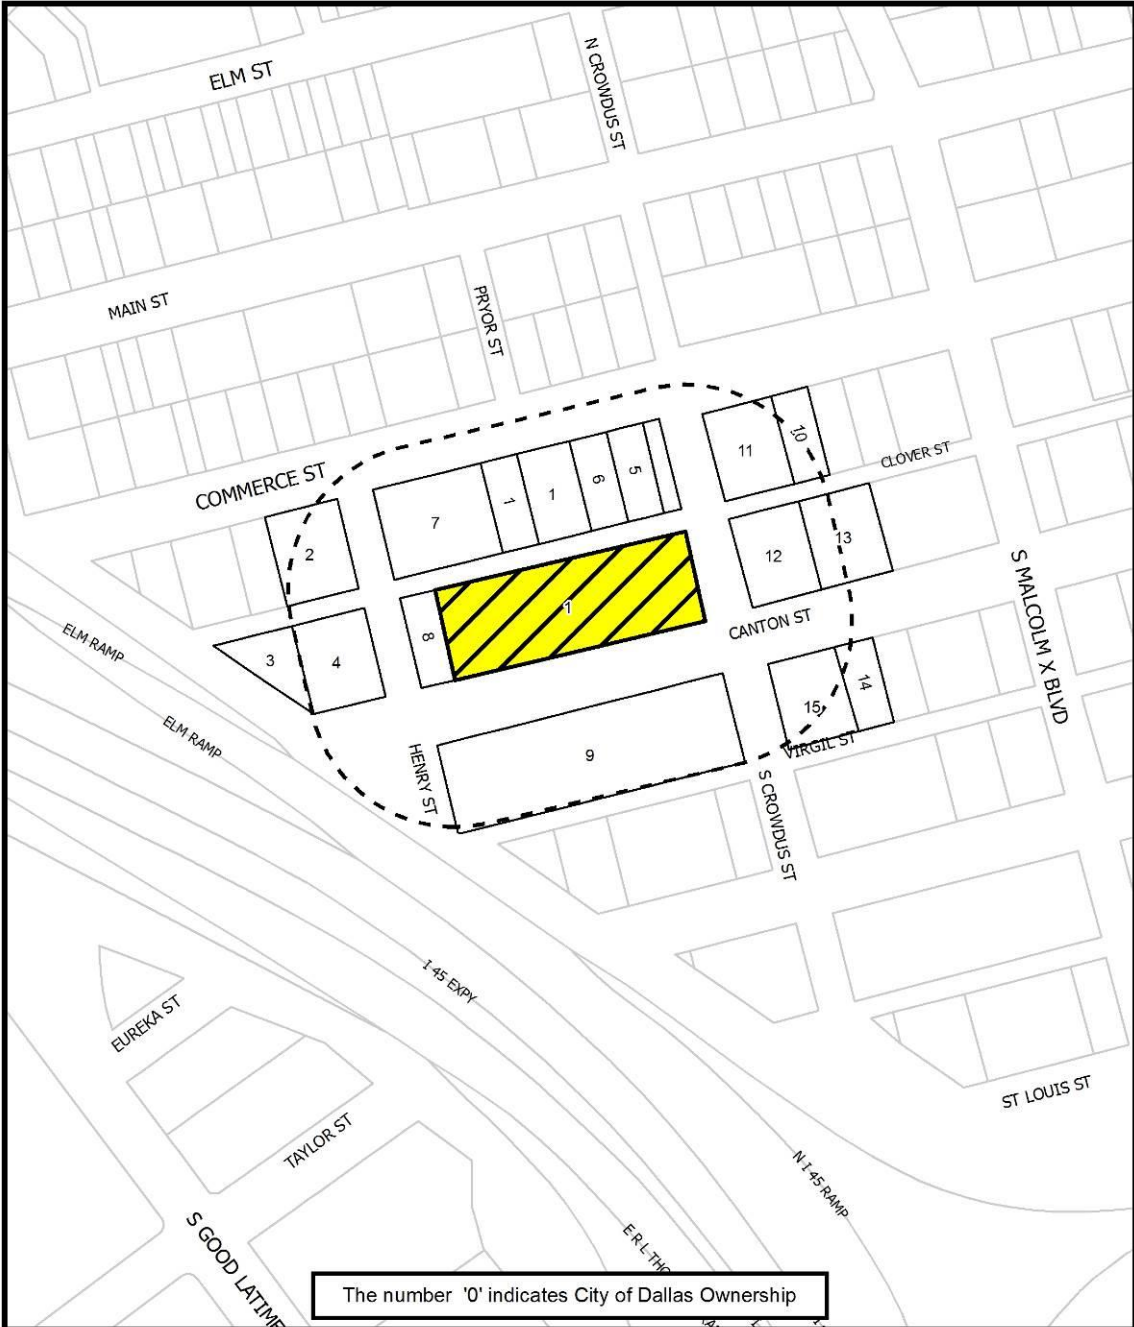 ELM ST
N CROWDUS ST
MAIN ST
PRYOR ST
COMMERCE ST
CLOVER ST
11
10
7
1
1
6
5
2
12
13
1
8
3
4
CANTON ST
S MALCOLM X BLVD
ELM RAMP
ELM RAMP
14
15
VIRGIL ST
9
HENRY ST
S CROWDUS ST
I 45 EXPY
EUREKA ST
ST LOUIS ST
TAYLOR ST
N I-45 RAMP
S GOOD LATIME
E R L THO
The number '0' indicates City of Dallas Ownership